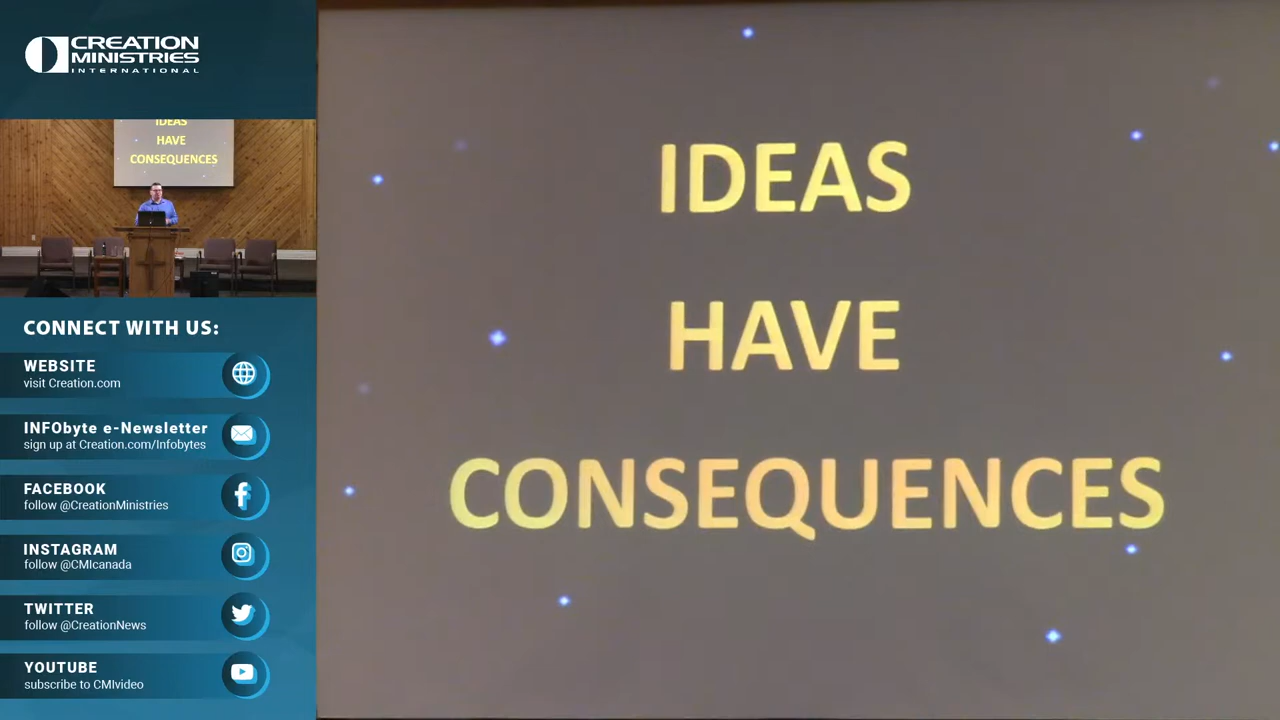 CREATION
MINISTRIES
INTERNATIONAL
IDEAS
HAVE
CONSEQUENCES
CONNECT WITH US:
WEBSITE
visit Creation.com
INFObyte e-Newsletter
sign up at Creation.com/Infobytes
FACEBOOK
follow @CreationMinistries
INSTAGRAM
follow @CMIcanada
TWITTER
follow @CreationNews
YOUTUBE
subscribe to CMIvideo
IDEAS
HAVE
CONSEQUENCES